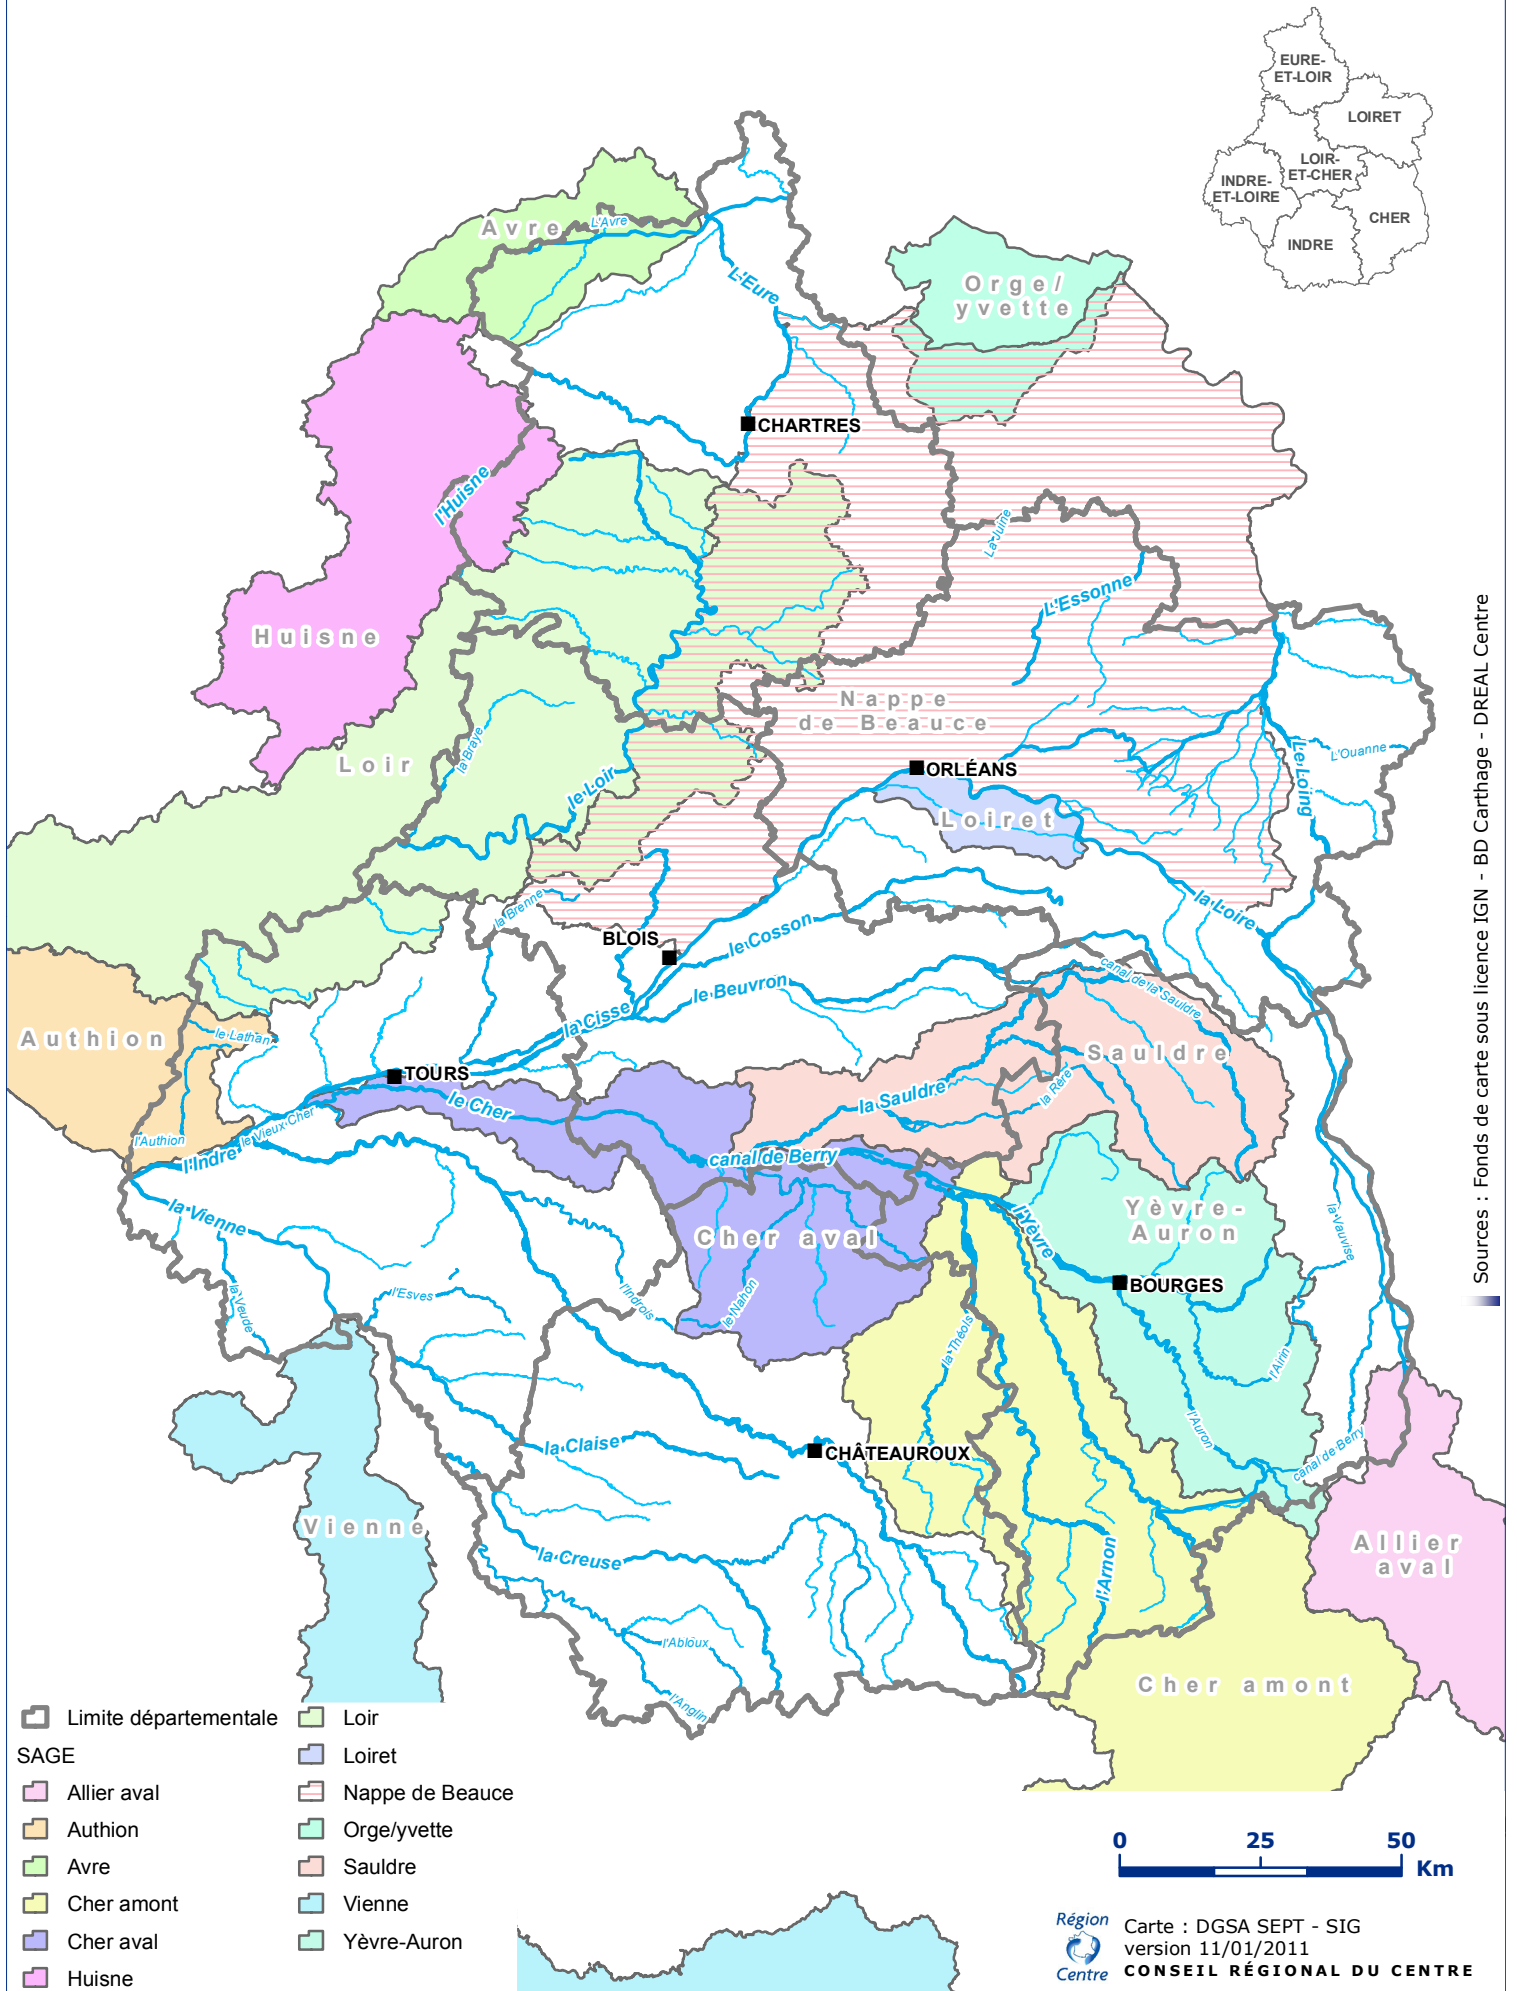 EURE-
ET-LOIR
LOIRET
LOIR-
ET-CHER
INDRE-
ET-LOIRE
CHER
INDRE
Avre
L'Avre
L'Eure
Orge/
yvette
CHARTRES
l'Huisne
La Juine
L'Essonne
Huisne
Nappe
de Beauce
Loir
la Braye
le Loir
ORLÉANS
Loiret
Le Loing
L'Ouanne
la Brenne
la Loire
BLOIS
le Cosson
le Beuvron
canal de la Sauldre
la Cisse
Authion
le Lathan
Sauldre
TOURS
le Cher
la Sauldre
la Rère
le Vieux Cher
l'Authion
l'Indre
canal de Berry
la Vienne
Cher aval
l'Yèvre
Yèvre-
Auron
la Vauvise
BOURGES
la Veude
l'Esves
l'Indrois
le Nahon
la Théols
l'Airin
l'Auron
canal de Berry
la Claise
CHÂTEAUROUX
Vienne
la Creuse
l'Arnon
Allier
aval
l'Abloux
l'Anglin
Cher amont
Sources : Fonds de carte sous licence IGN - BD Carthage - DREAL Centre
Limite départementale
SAGE
Allier aval
Authion
Avre
Cher amont
Cher aval
Huisne
Loir
Loiret
Nappe de Beauce
Orge/yvette
Sauldre
Vienne
Yèvre-Auron
0 25 50
Km
Région
Centre
Carte : DGSA SEPT - SIG
version 11/01/2011
CONSEIL RÉGIONAL DU CENTRE